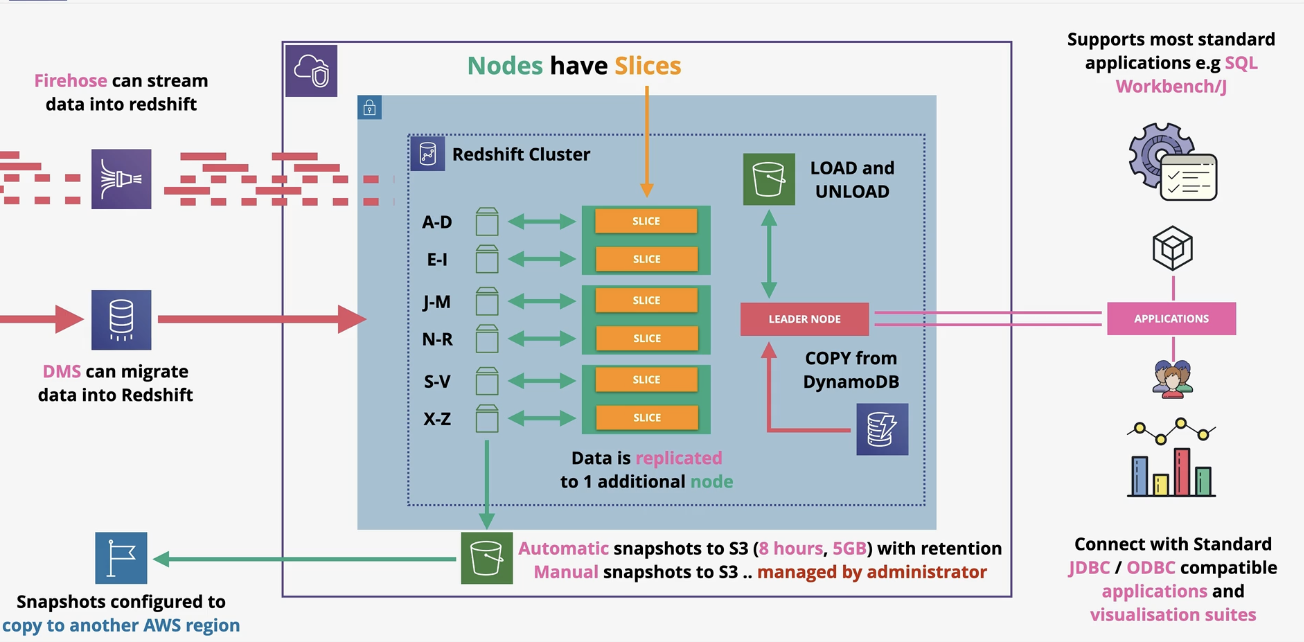 Firehose can stream
data into redshift
DMS can migrate
data into Redshift
Snapshots configured to
copy to another AWS region
Nodes have Slices
Redshift Cluster
A-D
SLICE
E-I
SLICE
J-M
SLICE
N-R
SLICE
S-V
SLICE
X-Z
SLICE
Data is replicated
to 1 additional node
LOAD and
UNLOAD
LEADER NODE
COPY from
DynamoDB
Automatic snapshots to S3 (8 hours, 5GB) with retention
Manual snapshots to S3 .. managed by administrator
Supports most standard
applications e.g SQL
Workbench/J
APPLICATIONS
Connect with Standard
JDBC / ODBC compatible
applications and
visualisation suites